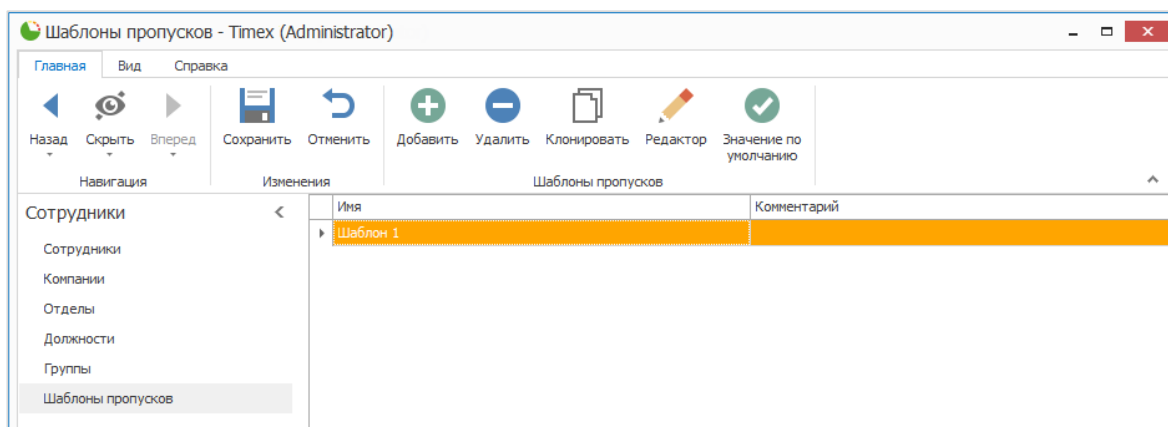 Шаблоны пропусков - Timex (Administrator)
Главная Вид Справка
Назад Скрыть Вперед Сохранить Отменить Добавить Удалить Клонировать Редактор Значение по
умолчанию
Навигация Изменения Шаблоны пропусков
Сотрудники Имя Комментарий
Шаблон 1
Сотрудники
Компании
Отделы
Должности
Группы
Шаблоны пропусков